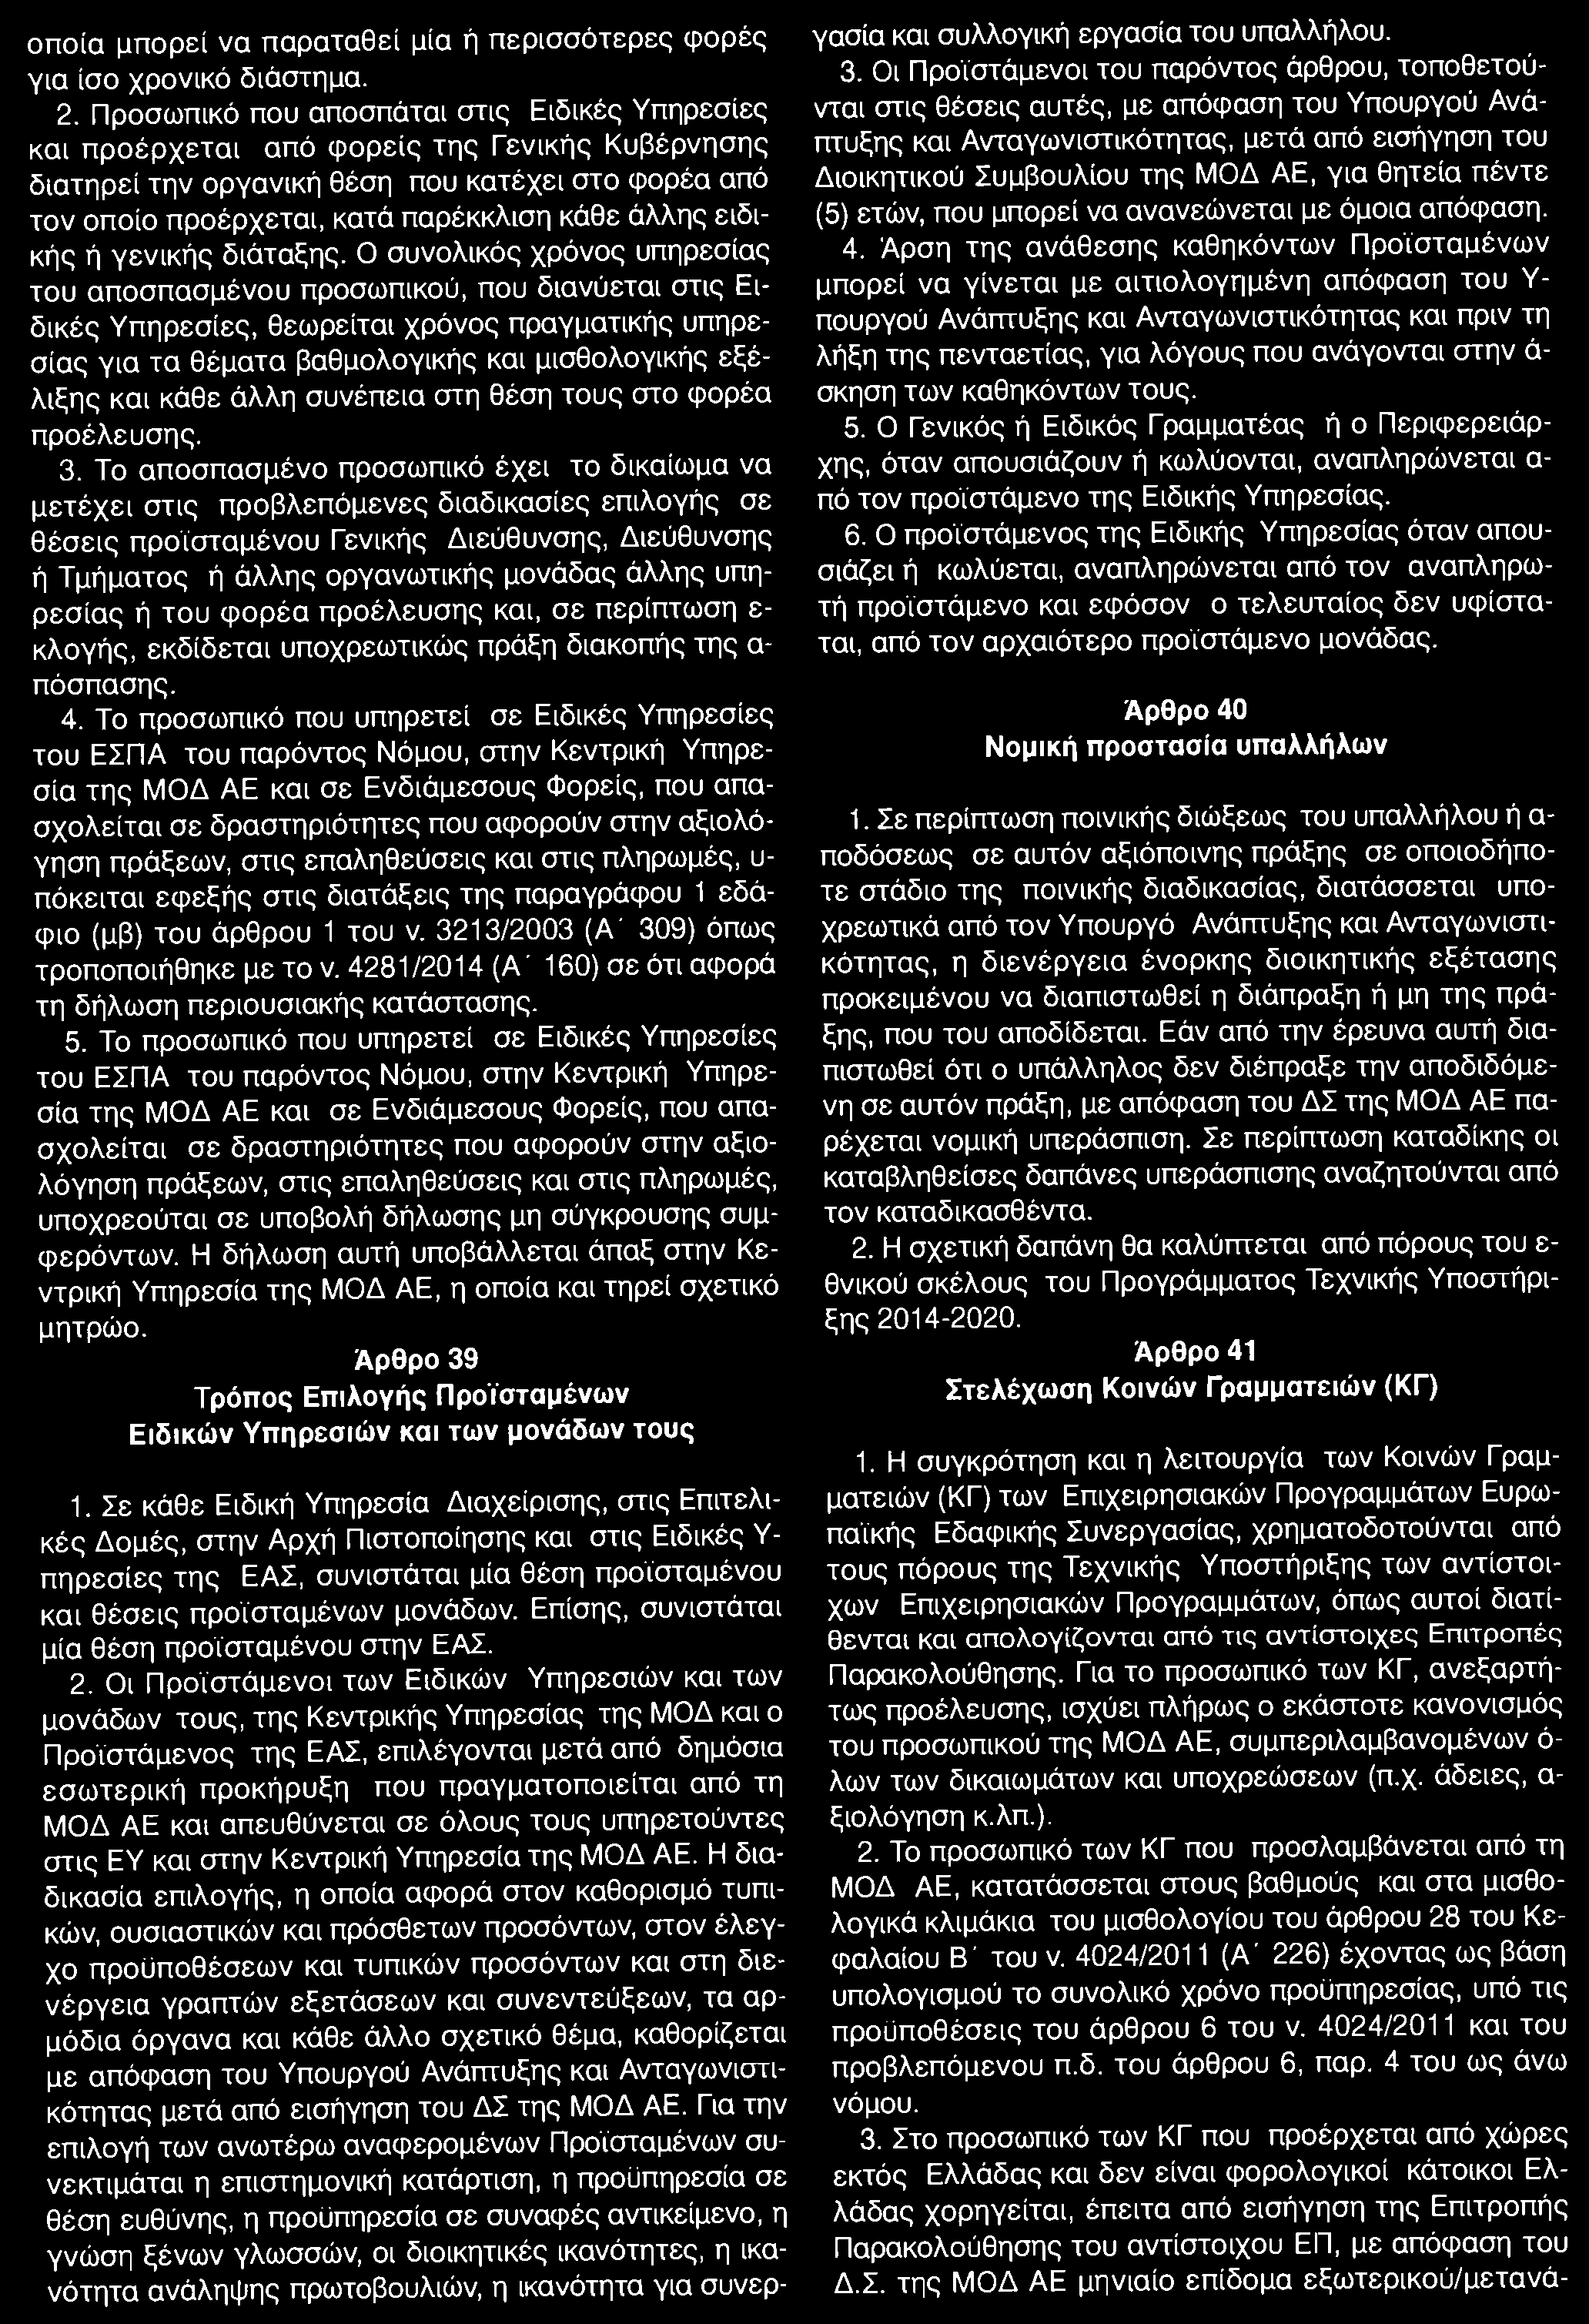 οποία μπορεί να παραταθεί μία ή περισσότερες φορές
για ίσο χρονικό διάστημα.
2. Προσωπικό που αποσπάται στις Ειδικές Υπηρεσίες
και προέρχεται από φορείς της Γενικής Κυβέρνησης
διατηρεί την οργανική θέση που κατέχει στο φορέα από
τον οποίο προέρχεται, κατά παρέκκλιση κάθε άλλης ειδι-
κής ή γενικής διάταξης. Ο συνολικός χρόνος υπηρεσίας
του αποσπασμένου προσωπικού, που διανύεται στις Ει-
δικές Υπηρεσίες, θεωρείται χρόνος πραγματικής υπηρε-
σίας για τα θέματα βαθμολογικής και μισθολογικής εξέ-
λιξης και κάθε άλλη συνέπεια στη θέση τους στο φορέα
προέλευσης.
3. Το αποσπασμένο προσωπικό έχει το δικαίωμα να
μετέχει στις προβλεπόμενες διαδικασίες επιλογής σε
θέσεις προϊσταμένου Γενικής Διεύθυνσης, Διεύθυνσης
ή Τμήματος ή άλλης οργανωτικής μονάδας άλλης υπη-
ρεσίας ή του φορέα προέλευσης και, σε περίπτωση ε-
κλογής, εκδίδεται υποχρεωτικώς πράξη διακοπής της α-
πόσπασης.
4. Το προσωπικό που υπηρετεί σε Ειδικές Υπηρεσίες
του ΕΣΠΑ του παρόντος Νόμου, στην Κεντρική Υπηρε-
σία της ΜΟΔ ΑΕ και σε Ενδιάμεσους Φορείς, που απα-
σχολείται σε δραστηριότητες που αφορούν στην αξιολό-
γηση πράξεων, στις επαληθεύσεις και στις πληρωμές, υ-
πόκειται εφεξής στις διατάξεις της παραγράφου 1 εδά-
φιο (μβ) του άρθρου 1 του ν. 3213/2003 (Α΄ 309) όπως
τροποποιήθηκε με το ν. 4281/2014 (Α΄ 160) σε ότι αφορά
τη δήλωση περιουσιακής κατάστασης.
5. Το προσωπικό που υπηρετεί σε Ειδικές Υπηρεσίες
του ΕΣΠΑ του παρόντος Νόμου, στην Κεντρική Υπηρε-
σία της ΜΟΔ ΑΕ και σε Ενδιάμεσους Φορείς, που απα-
σχολείται σε δραστηριότητες που αφορούν στην αξιο-
λόγηση πράξεων, στις επαληθεύσεις και στις πληρωμές,
υποχρεούται σε υποβολή δήλωσης μη σύγκρουσης συμ-
φερόντων. Η δήλωση αυτή υποβάλλεται άπαξ στην Κε-
ντρική Υπηρεσία της ΜΟΔ ΑΕ, η οποία και τηρεί σχετικό
μητρώο.
Άρθρο 39
Τρόπος Επιλογής Προϊσταμένων
Ειδικών Υπηρεσιών και των μονάδων τους
1. Σε κάθε Ειδική Υπηρεσία Διαχείρισης, στις Επιτελι-
κές Δομές, στην Αρχή Πιστοποίησης και στις Ειδικές Υ-
πηρεσίες της ΕΑΣ, συνιστάται μία θέση προϊσταμένου
και θέσεις προϊσταμένων μονάδων. Επίσης, συνιστάται
μία θέση προϊσταμένου στην ΕΑΣ.
2. Οι Προϊστάμενοι των Ειδικών Υπηρεσιών και των
μονάδων τους, της Κεντρικής Υπηρεσίας της ΜΟΔ και ο
Προϊστάμενος της ΕΑΣ, επιλέγονται μετά από δημόσια
εσωτερική προκήρυξη που πραγματοποιείται από τη
ΜΟΔ ΑΕ και απευθύνεται σε όλους τους υπηρετούντες
στις ΕΥ και στην Κεντρική Υπηρεσία της ΜΟΔ ΑΕ. Η δια-
δικασία επιλογής, η οποία αφορά στον καθορισμό τυπι-
κών, ουσιαστικών και πρόσθετων προσόντων, στον έλεγ-
χο προϋποθέσεων και τυπικών προσόντων και στη διε-
νέργεια γραπτών εξετάσεων και συνεντεύξεων, τα αρ-
μόδια όργανα και κάθε άλλο σχετικό θέμα, καθορίζεται
με απόφαση του Υπουργού Ανάπτυξης και Ανταγωνιστι-
κότητας μετά από εισήγηση του ΔΣ της ΜΟΔ ΑΕ. Για την
επιλογή των ανωτέρω αναφερομένων Προϊσταμένων συ-
νεκτιμάται η επιστημονική κατάρτιση, η προϋπηρεσία σε
θέση ευθύνης, η προϋπηρεσία σε συναφές αντικείμενο, η
γνώση ξένων γλωσσών, οι διοικητικές ικανότητες, η ικα-
νότητα ανάληψης πρωτοβουλιών, η ικανότητα για συνερ-
γασία και συλλογική εργασία του υπαλλήλου.
3. Οι Προϊστάμενοι του παρόντος άρθρου, τοποθετού-
νται στις θέσεις αυτές, με απόφαση του Υπουργού Ανά-
πτυξης και Ανταγωνιστικότητας, μετά από εισήγηση του
Διοικητικού Συμβουλίου της ΜΟΔ ΑΕ, για θητεία πέντε
(5) ετών, που μπορεί να ανανεώνεται με όμοια απόφαση.
4. Άρση της ανάθεσης καθηκόντων Προϊσταμένων
μπορεί να γίνεται με αιτιολογημένη απόφαση του Υ-
πουργού Ανάπτυξης και Ανταγωνιστικότητας και πριν τη
λήξη της πενταετίας, για λόγους που ανάγονται στην ά-
σκηση των καθηκόντων τους.
5. Ο Γενικός ή Ειδικός Γραμματέας ή ο Περιφερειάρ-
χης, όταν απουσιάζουν ή κωλύονται, αναπληρώνεται α-
πό τον προϊστάμενο της Ειδικής Υπηρεσίας.
6. Ο προϊστάμενος της Ειδικής Υπηρεσίας όταν απου-
σιάζει ή κωλύεται, αναπληρώνεται από τον αναπληρω-
τή προϊστάμενο και εφόσον ο τελευταίος δεν υφίστα-
ται, από τον αρχαιότερο προϊστάμενο μονάδας.
Άρθρο 40
Νομική προστασία υπαλλήλων
1. Σε περίπτωση ποινικής διώξεως του υπαλλήλου ή α-
ποδόσεως σε αυτόν αξιόποινης πράξης σε οποιοδήπο-
τε στάδιο της ποινικής διαδικασίας, διατάσσεται υπο-
χρεωτικά από τον Υπουργό Ανάπτυξης και Ανταγωνιστι-
κότητας, η διενέργεια ένορκης διοικητικής εξέτασης
προκειμένου να διαπιστωθεί η διάπραξη ή μη της πρά-
ξης, που του αποδίδεται. Εάν από την έρευνα αυτή δια-
πιστωθεί ότι ο υπάλληλος δεν διέπραξε την αποδιδόμε-
νη σε αυτόν πράξη, με απόφαση του ΔΣ της ΜΟΔ ΑΕ πα-
ρέχεται νομική υπεράσπιση. Σε περίπτωση καταδίκης οι
καταβληθείσες δαπάνες υπεράσπισης αναζητούνται από
τον καταδικασθέντα.
2. Η σχετική δαπάνη θα καλύπτεται από πόρους του ε-
θνικού σκέλους του Προγράμματος Τεχνικής Υποστήρι-
ξης 2014-2020.
Άρθρο 41
Στελέχωση Κοινών Γραμματειών (ΚΓ)
1. Η συγκρότηση και η λειτουργία των Κοινών Γραμ-
ματειών (ΚΓ) των Επιχειρησιακών Προγραμμάτων Ευρω-
παϊκής Εδαφικής Συνεργασίας, χρηματοδοτούνται από
τους πόρους της Τεχνικής Υποστήριξης των αντίστοι-
χων Επιχειρησιακών Προγραμμάτων, όπως αυτοί διατί-
θενται και απολογίζονται από τις αντίστοιχες Επιτροπές
Παρακολούθησης. Για το προσωπικό των ΚΓ, ανεξαρτή-
τως προέλευσης, ισχύει πλήρως ο εκάστοτε κανονισμός
του προσωπικού της ΜΟΔ ΑΕ, συμπεριλαμβανομένων ό-
λων των δικαιωμάτων και υποχρεώσεων (π.χ. άδειες, α-
ξιολόγηση κ.λπ.).
2. Το προσωπικό των ΚΓ που προσλαμβάνεται από τη
ΜΟΔ ΑΕ, κατατάσσεται στους βαθμούς και στα μισθο-
λογικά κλιμάκια του μισθολογίου του άρθρου 28 του Κε-
φαλαίου Β΄ του ν. 4024/2011 (Α΄ 226) έχοντας ως βάση
υπολογισμού το συνολικό χρόνο προϋπηρεσίας, υπό τις
προϋποθέσεις του άρθρου 6 του ν. 4024/2011 και του
προβλεπόμενου π.δ. του άρθρου 6, παρ. 4 του ως άνω
νόμου.
3. Στο προσωπικό των ΚΓ που προέρχεται από χώρες
εκτός Ελλάδας και δεν είναι φορολογικοί κάτοικοι Ελ-
λάδας χορηγείται, έπειτα από εισήγηση της Επιτροπής
Παρακολούθησης του αντίστοιχου ΕΠ, με απόφαση του
Δ.Σ. της ΜΟΔ ΑΕ μηνιαίο επίδομα εξωτερικού/μετανά-